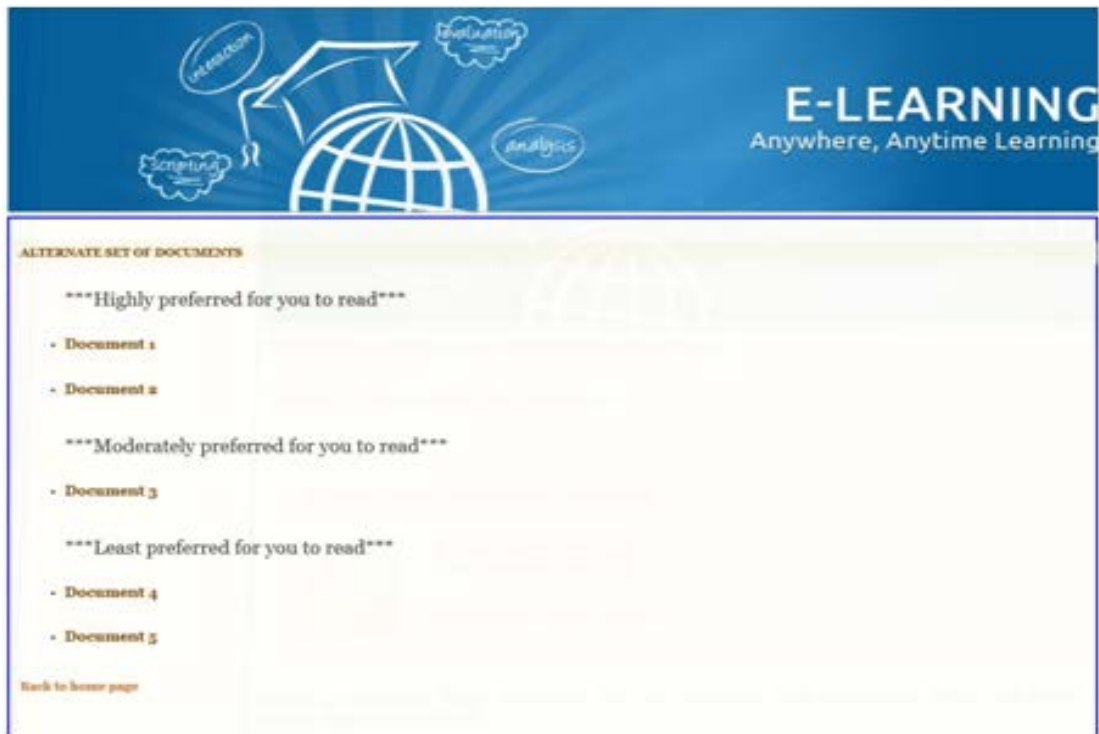 interaction
evaluation
E-LEARNING
Anywhere, Anytime Learning
analysis
Scripting
ALTERNATE SET OF DOCUMENTS
***Highly preferred for you to read***
• Document 1
• Document 2
***Moderately preferred for you to read***
• Document 3
***Least preferred for you to read***
• Document 4
• Document 5
Back to home page